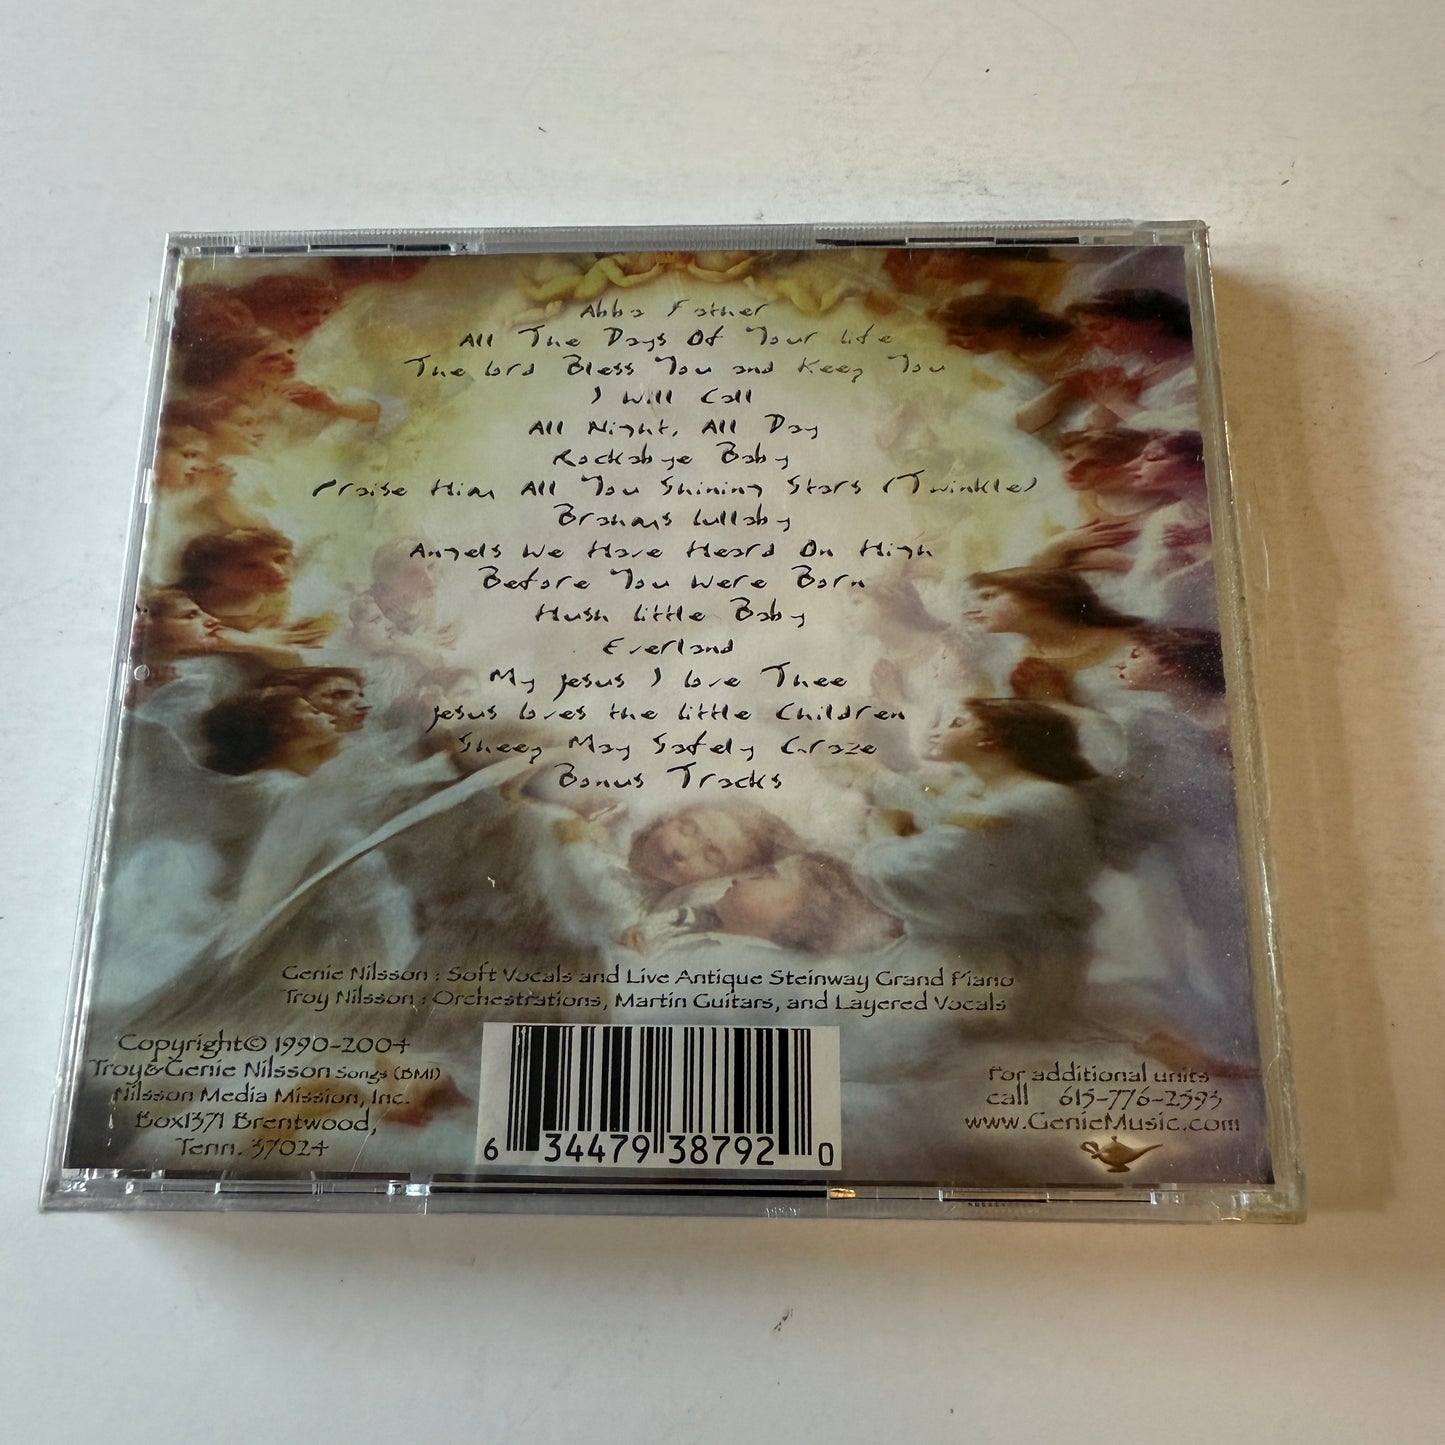 Abba Father
All The Days Of Your Life
The Lord Bless You and Keep You
I Will Call
All Night, All Day
Rockabye Baby
Praise Him All You Shining Stars (Twinkle)
Brahms Lullaby
Angels We Have Heard On High
Before You Were Born
Hush Little Baby
Everland
My Jesus I Love Thee
Jesus Loves the Little Children
Sheep May Safely Graze
Bonus Tracks
Genie Nilsson : Soft Vocals and Live Antique Steinway Grand Piano
Troy Nilsson : Orchestrations, Martin Guitars, and Layered Vocals
Copyright© 1990-2004
Troy&Genie Nilsson Songs (BMI)
Nilsson Media Mission, Inc.
Box1371 Brentwood,
Tenn. 37024
6 34479 38792 0
For additional units
call 615-776-2593
www.GenieMusic.com